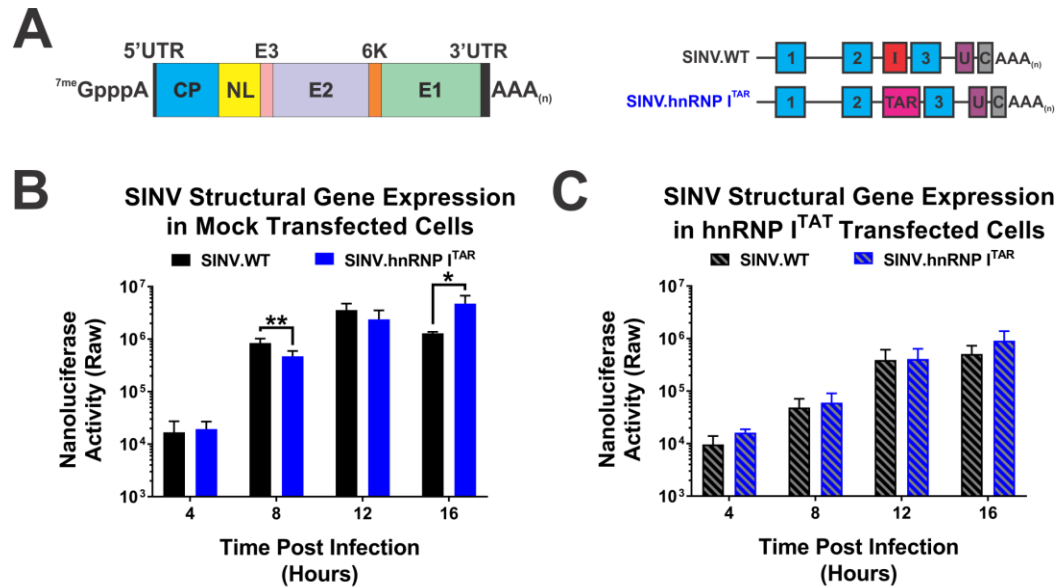 A
5'UTR E3 6K 3'UTR
7meGpppA CP NL E2 E1 AAA(n)
SINV.WT 1 2 I 3 U C AAA(n)
SINV.hnRNP I^TAR 1 2 TAR 3 U C AAA(n)
B
SINV Structural Gene Expression
in Mock Transfected Cells
SINV.WT SINV.hnRNP I^TAR
Nanoluciferase
Activity (Raw)
10^7
10^6
10^5
10^4
10^3
**
*
4 8 12 16
Time Post Infection
(Hours)
C
SINV Structural Gene Expression
in hnRNP I^TAT Transfected Cells
SINV.WT SINV.hnRNP I^TAR
Nanoluciferase
Activity (Raw)
10^7
10^6
10^5
10^4
10^3
4 8 12 16
Time Post Infection
(Hours)